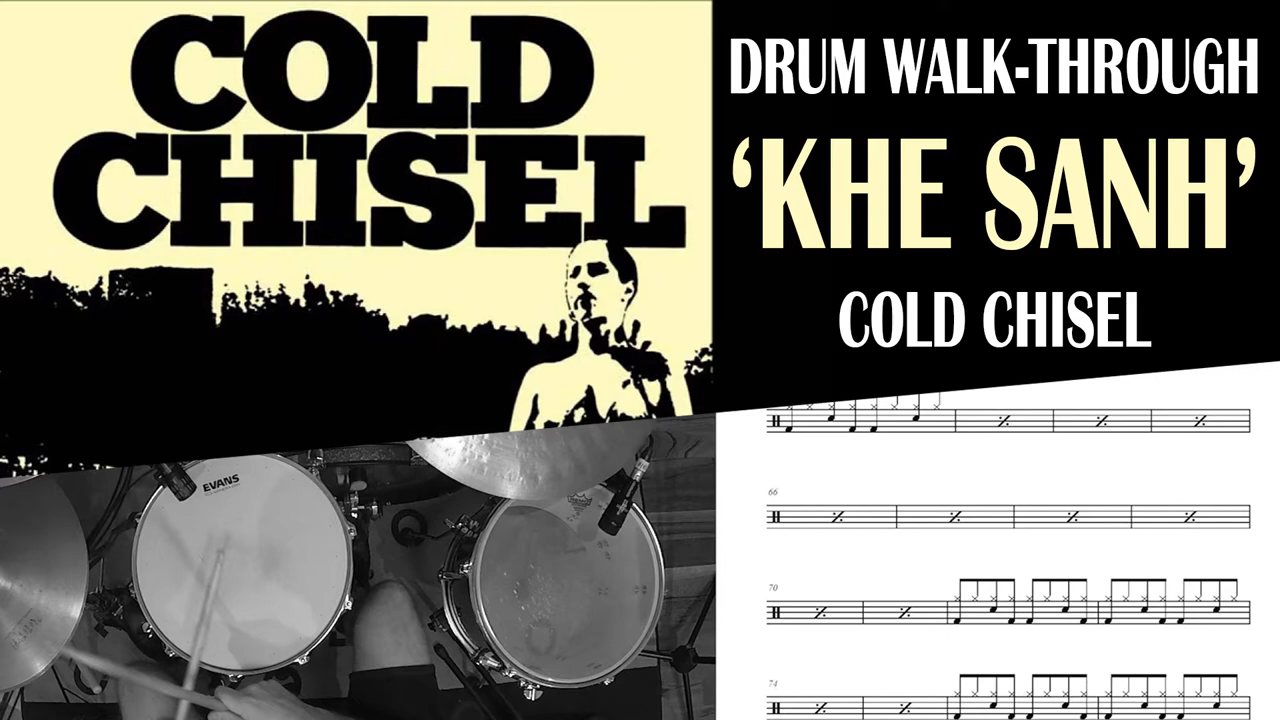 COLD
CHISEL
DRUM WALK-THROUGH
‘KHE SANH’
COLD CHISEL
EVANS
66
70
74